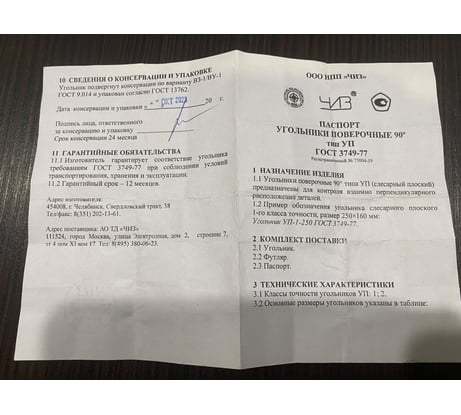 10 СВЕДЕНИЯ О КОНСЕРВАЦИИ И УПАКОВКЕ
Угольник подвергнут консервации по варианту ВЗ-1/ВУ-1
ГОСТ 9.014 и упакован согласно ГОСТ 13762.
Дата консервации и упаковки ОКТ 2023 20 г.
Подпись лица, ответственного
за консервацию и упаковку
Срок консервации 24 месяца
11 ГАРАНТИЙНЫЕ ОБЯЗАТЕЛЬСТВА
11.1 Изготовитель гарантирует соответствие угольника
требованиям ГОСТ 3749-77 при соблюдении условий
транспортирования, хранения и эксплуатации.
11.2 Гарантийный срок – 12 месяцев.
Адрес изготовителя:
454008, г. Челябинск, Свердловский тракт, 38
Тел/факс: 8(351) 202-13-61.
Адрес поставщика: АО ТД «ЧИЗ»
111524, город Москва, улица Электродная, дом 2, строение 7,
эт 4 пом XI ком 17 Тел. 8(495) 380-06-23.
ООО НПП «ЧИЗ»
ЧИЗ
ПАСПОРТ
УГОЛЬНИКИ ПОВЕРОЧНЫЕ 90°
тип УП
ГОСТ 3749-77
Регистрационный № 75904-19
1 НАЗНАЧЕНИЕ ИЗДЕЛИЯ
1.1 Угольники поверочные 90° типа УП (слесарный плоский)
предназначены для контроля взаимно перпендикулярного
расположения деталей.
1.2 Пример обозначения угольника слесарного плоского
1-го класса точности, размер 250×160 мм:
Угольник УП-1-250 ГОСТ 3749-77.
2 КОМПЛЕКТ ПОСТАВКИ
2.1 Угольник.
2.2 Футляр.
2.3 Паспорт.
3 ТЕХНИЧЕСКИЕ ХАРАКТЕРИСТИКИ
3.1 Классы точности угольников УП: 1; 2.
3.2 Основные размеры угольников указаны в таблице: